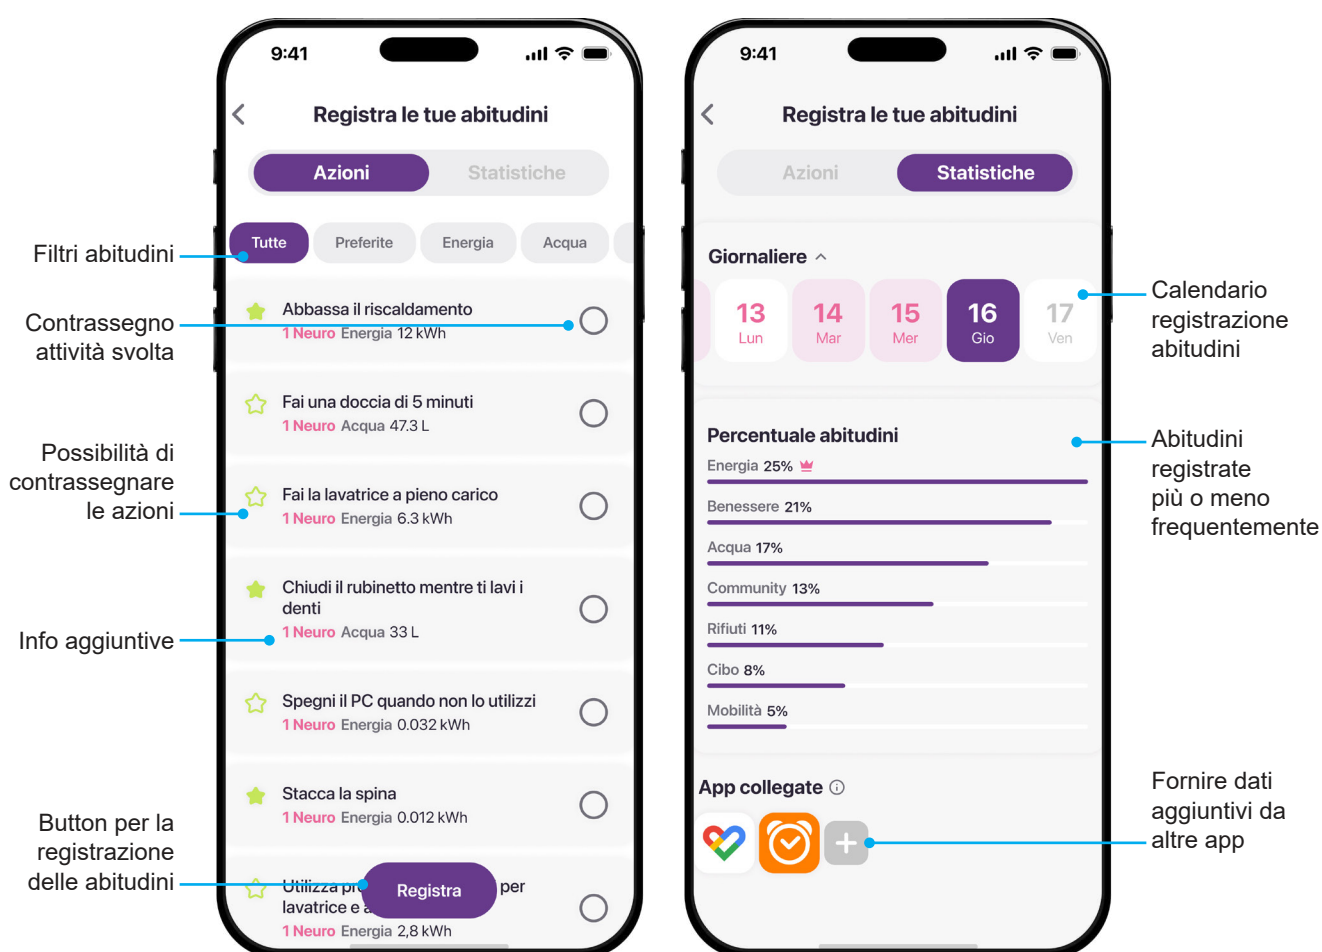 9:41
Registra le tue abitudini
Azioni
Statistiche
Tutte
Preferite
Energia
Acqua
Abbassa il riscaldamento
1 Neuro Energia 12 kWh
Fai una doccia di 5 minuti
1 Neuro Acqua 47.3 L
Fai la lavatrice a pieno carico
1 Neuro Energia 6.3 kWh
Chiudi il rubinetto mentre ti lavi i
denti
1 Neuro Acqua 33 L
Spegni il PC quando non lo utilizzi
1 Neuro Energia 0.032 kWh
Stacca la spina
1 Neuro Energia 0.012 kWh
Utilizza per
lavatrice e
1 Neuro Energia 2,8 kWh
Registra
Filtri abitudini
Contrassegno
attività svolta
Possibilità di
contrassegnare
le azioni
Info aggiuntive
Button per la
registrazione
delle abitudini
9:41
Registra le tue abitudini
Azioni
Statistiche
Giornaliere
13
Lun
14
Mar
15
Mer
16
Gio
17
Ven
Percentuale abitudini
Energia 25%
Benessere 21%
Acqua 17%
Community 13%
Rifiuti 11%
Cibo 8%
Mobilità 5%
App collegate
Calendario
registrazione
abitudini
Abitudini
registrate
più o meno
frequentemente
Fornire dati
aggiuntivi da
altre app